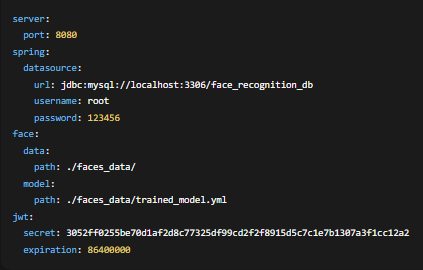 server:
  port: 8080
spring:
  datasource:
    url: jdbc:mysql://localhost:3306/face_recognition_db
    username: root
    password: 123456
face:
  data:
    path: ./faces_data/
  model:
    path: ./faces_data/trained_model.yml
jwt:
  secret: 3052ff0255be70d1af2d8c77325df99cd2f2f8915d5c7c1e7b1307a3f1cc12a2
  expiration: 86400000